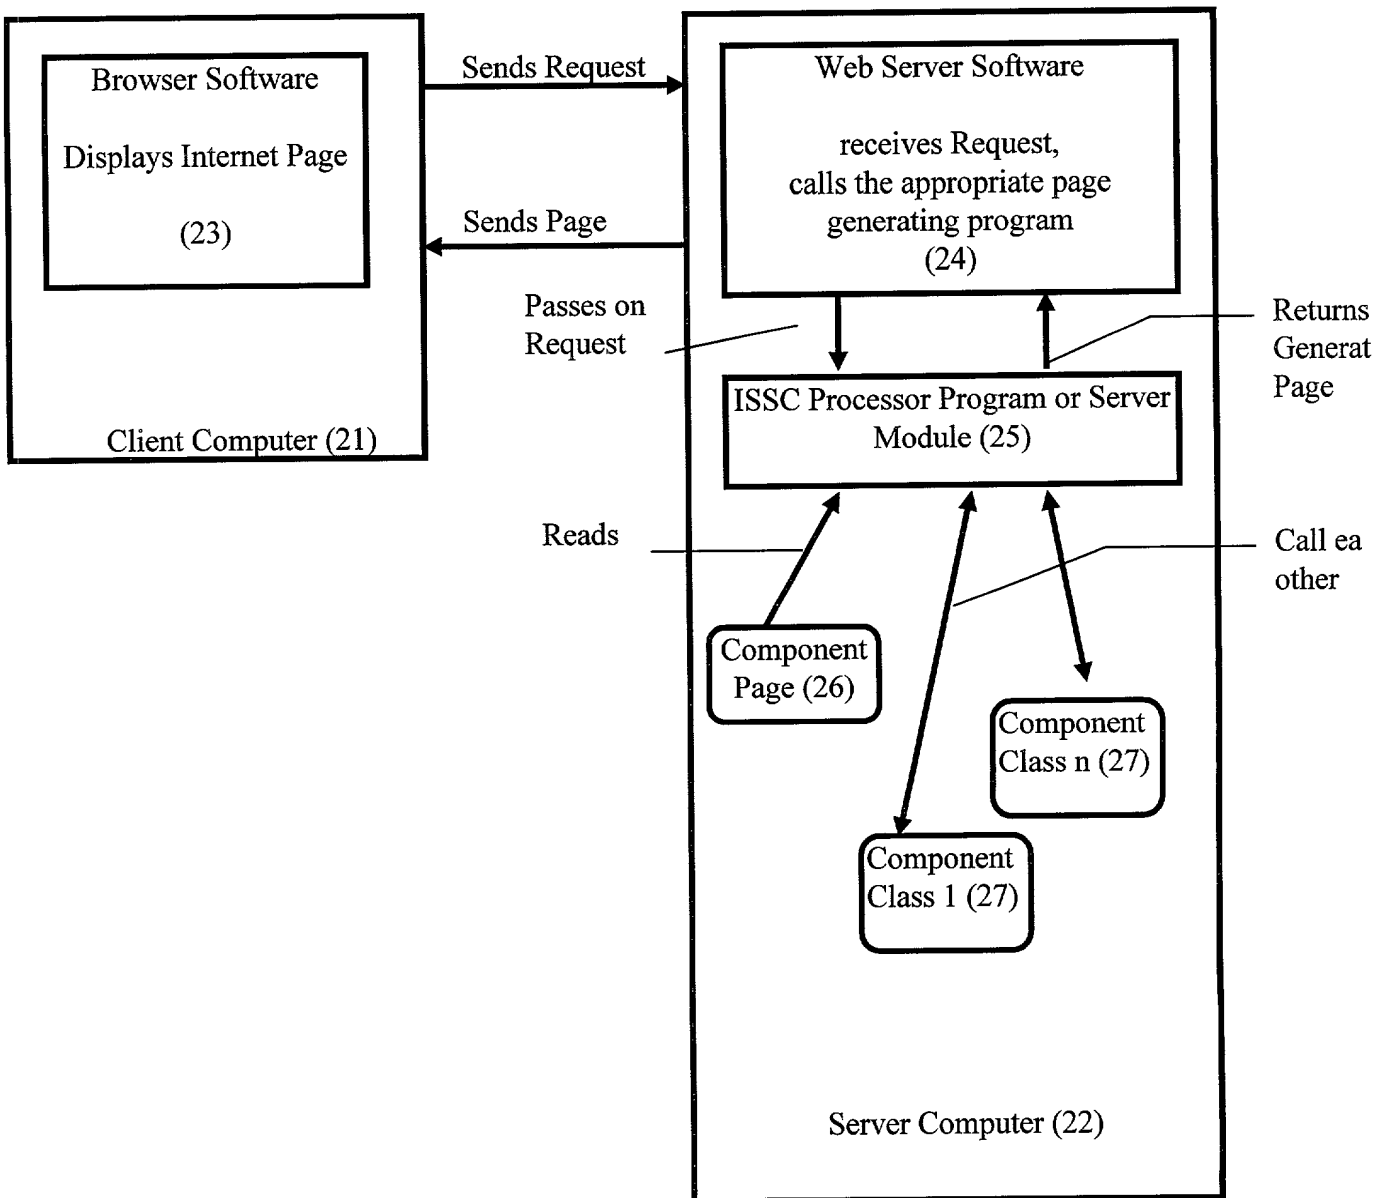 Browser Software
Displays Internet Page
(23)
Client Computer (21)
Sends Request
Sends Page
Web Server Software
receives Request,
calls the appropriate page
generating program
(24)
Passes on
Request
Returns
Generat
Page
ISSC Processor Program or Server
Module (25)
Reads
Call ea
other
Component
Page (26)
Component
Class n (27)
Component
Class 1 (27)
Server Computer (22)